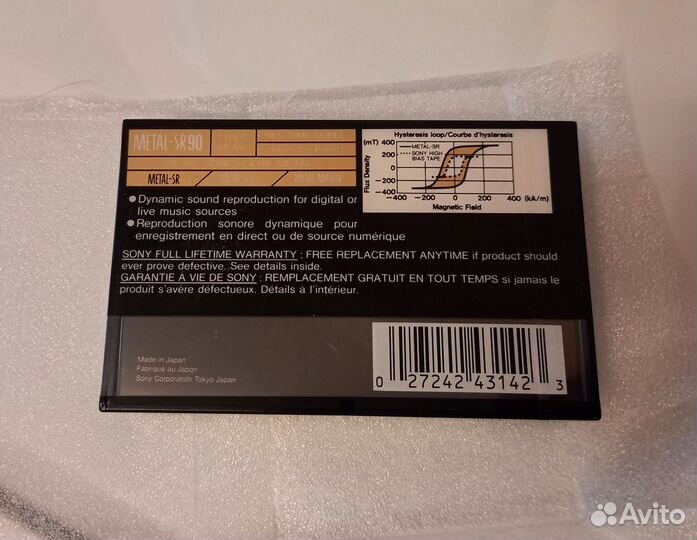 METAL-SR90
METAL-SR
METAL MASTER
Hysteresis loop/Courbe d'hysteresis
(mT) 400
200
0
-200
-400
Flux Density
METAL-SR
SONY HIGH
BIAS TAPE
-400 -200 0 200 400 (kA/m)
Magnetic Field
●Dynamic sound reproduction for digital or
live music sources
●Reproduction sonore dynamique pour
enregistrement en direct ou de source numérique
SONY FULL LIFETIME WARRANTY : FREE REPLACEMENT ANYTIME if product should
ever prove defective. See details inside.
GARANTIE À VIE DE SONY : REMPLACEMENT GRATUIT EN TOUT TEMPS si jamais le
produit s'avère défectueux. Détails à l'intérieur.
Made in Japan
Fabriqué au Japon
Sony Corporation Tokyo Japan
0 27242 43142 3
Avito